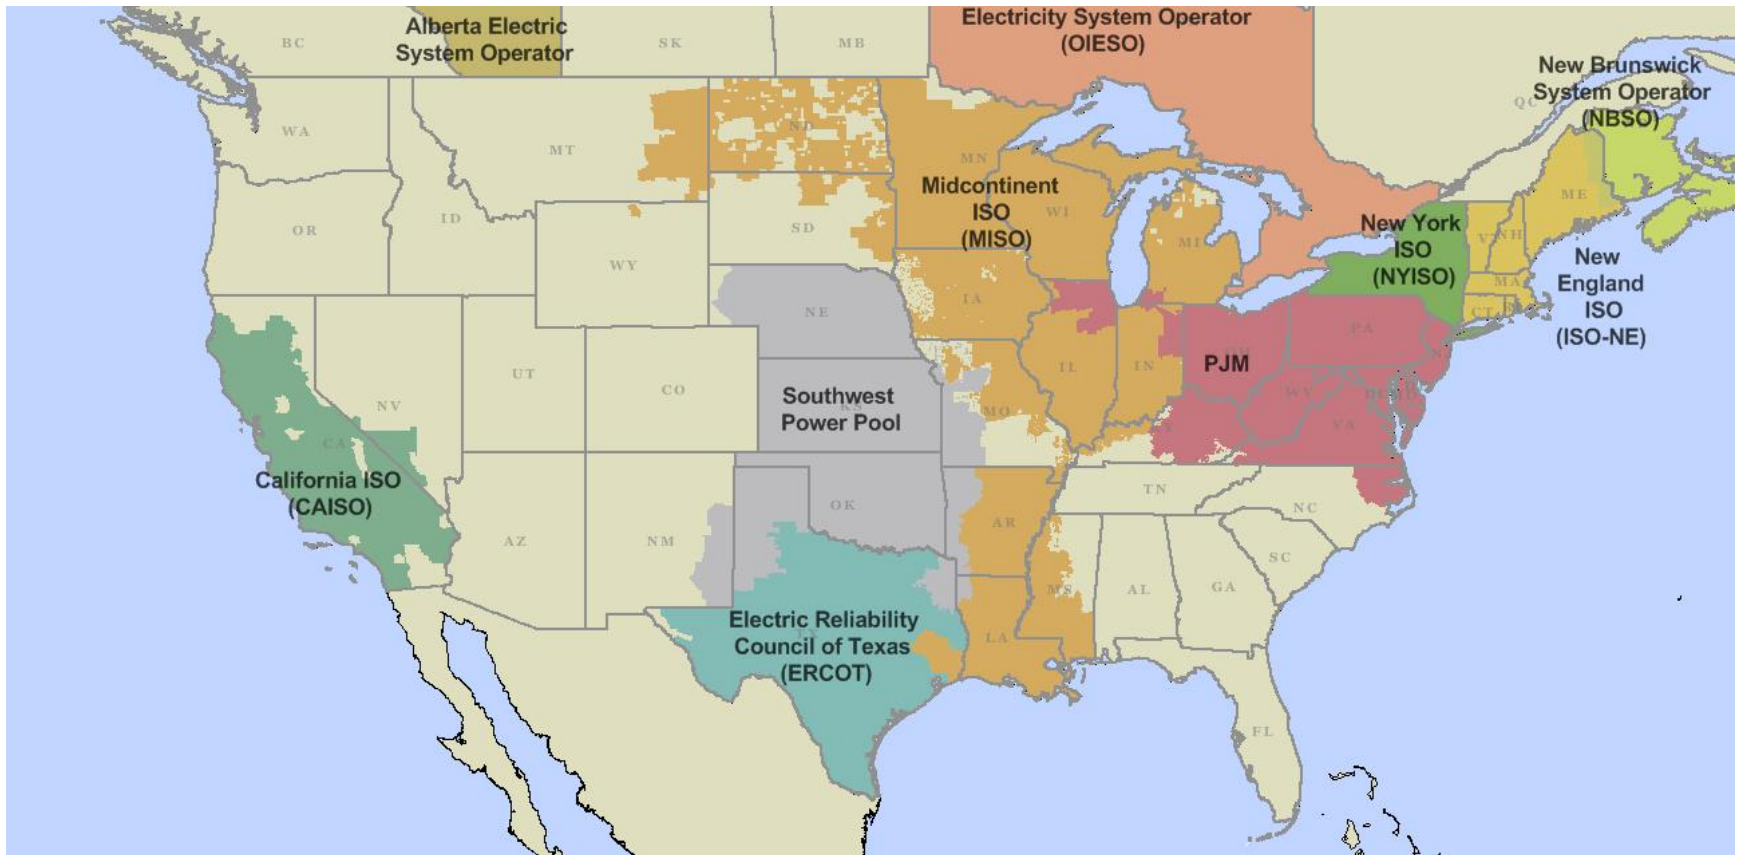 Alberta Electric
System Operator
Electricity System Operator
(OIESO)
New Brunswick
System Operator
(NBSO)
BC
SK
MB
QC
WA
MT
ND
MN
ME
Midcontinent
ISO
(MISO)
OR
ID
SD
WI
MI
New York
ISO
(NYISO)
VT
NH
New
England
ISO
(ISO-NE)
WY
NE
IA
MA
CT
PA
NV
UT
CO
IL
IN
PJM
WV
VA
Southwest
Power Pool
KS
MO
CA
California ISO
(CAISO)
AZ
NM
OK
AR
TN
NC
SC
MS
AL
GA
Electric Reliability
Council of Texas
(ERCOT)
LA
FL